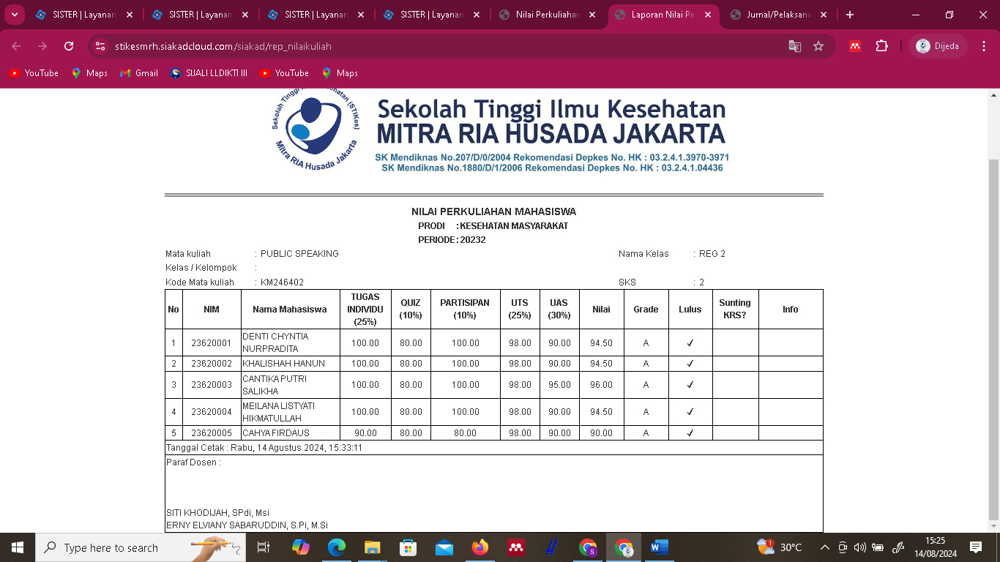 SISTER | Layanan
SISTER | Layanan
SISTER | Layanan
SISTER | Layanan
Nilai Perkuliahan
Laporan Nilai Pe
Jurnal/Pelaksana
stikesmrh.siakadcloud.com/siakad/rep_nilaikuliah
Dijeda
YouTube
Maps
Gmail
SIJALI LLDIKTI III
YouTube
Maps
Sekolah Tinggi Ilmu Kesehatan (STIKes)
Mitra RIA Husada Jakarta
Sekolah Tinggi Ilmu Kesehatan
MITRA RIA HUSADA JAKARTA
SK Mendiknas No.207/D/0/2004 Rekomendasi Depkes No. HK : 03.2.4.1.3970-3971
SK Mendiknas No.1880/D/1/2006 Rekomendasi Depkes No. HK : 03.2.4.1.04436
NILAI PERKULIAHAN MAHASISWA
PRODI : KESEHATAN MASYARAKAT
PERIODE : 20232
Mata kuliah : PUBLIC SPEAKING Nama Kelas : REG 2
Kelas / Kelompok :
Kode Mata kuliah : KM246402 SKS : 2
No NIM Nama Mahasiswa TUGAS INDIVIDU (25%) QUIZ (10%) PARTISIPAN (10%) UTS (25%) UAS (30%) Nilai Grade Lulus Sunting KRS? Info
1 23620001 DENTI CHYNTIA NURPRADITA 100.00 80.00 100.00 98.00 90.00 94.50 A ✓
2 23620002 KHALISHAH HANUN 100.00 80.00 100.00 98.00 90.00 94.50 A ✓
3 23620003 CANTIKA PUTRI SALIKHA 100.00 80.00 100.00 98.00 95.00 96.00 A ✓
4 23620004 MEILANA LISTYATI HIKMATULLAH 100.00 80.00 100.00 98.00 90.00 94.50 A ✓
5 23620005 CAHYA FIRDAUS 90.00 80.00 80.00 98.00 90.00 90.00 A ✓
Tanggal Cetak : Rabu, 14 Agustus 2024, 15:33:11
Paraf Dosen :
SITI KHODIJAH, SPdi, Msi
ERNY ELVIANY SABARUDDIN, S.Pi, M.Si
Type here to search
1
S
W
30°C
15:25
14/08/2024